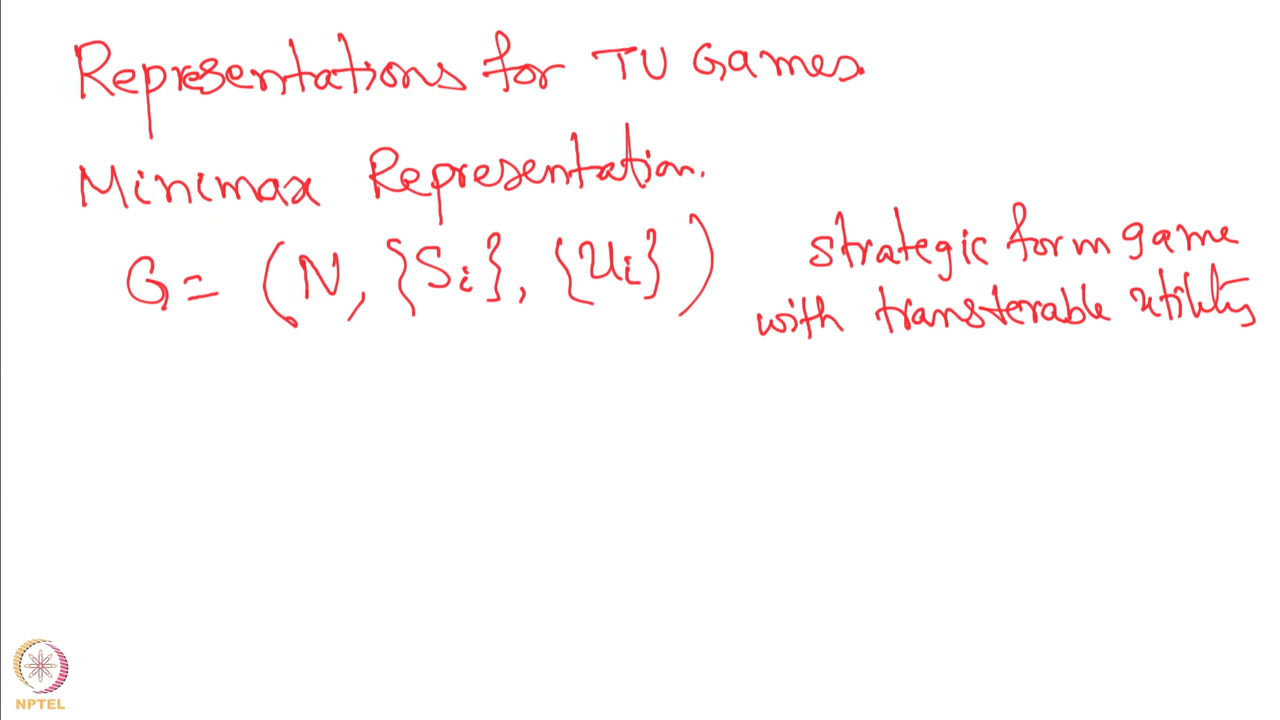 Representations for TU Games.
Minimax Representation.
G = (N, {Si}, {Ui})
strategic form game
with transferable utility
NPTEL